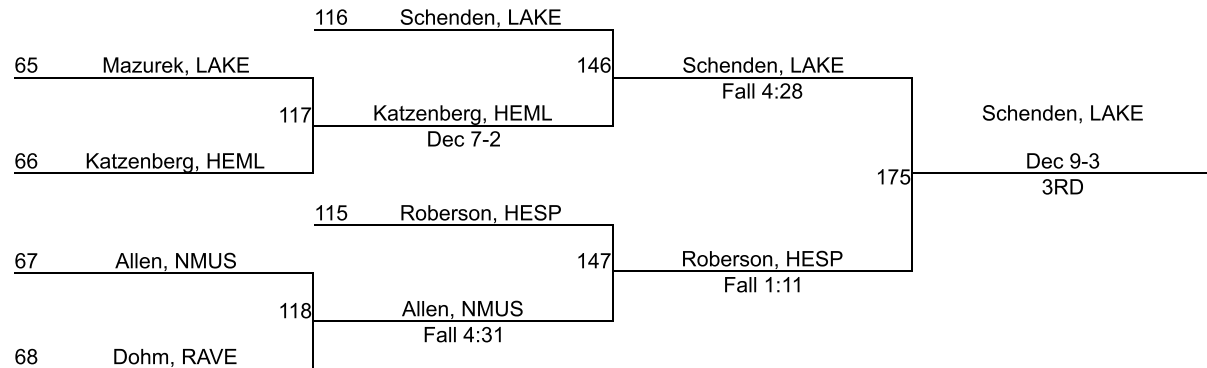 116 Schenden, LAKE
65 Mazurek, LAKE
146 Schenden, LAKE
Fall 4:28
117 Katzenberg, HEML
Dec 7-2
Schenden, LAKE
66 Katzenberg, HEML
Dec 9-3
175
3RD
115 Roberson, HESP
67 Allen, NMUS
147 Roberson, HESP
Fall 1:11
118 Allen, NMUS
Fall 4:31
68 Dohm, RAVE